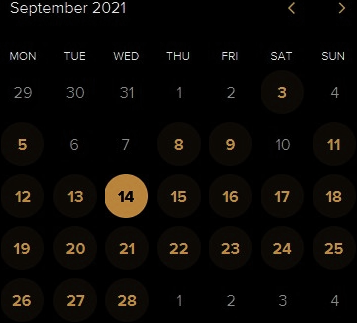 September 2021
MON TUE WED THU FRI SAT SUN
29 30 31 1 2 3 4
5 6 7 8 9 10 11
12 13 14 15 16 17 18
19 20 21 22 23 24 25
26 27 28 1 2 3 4